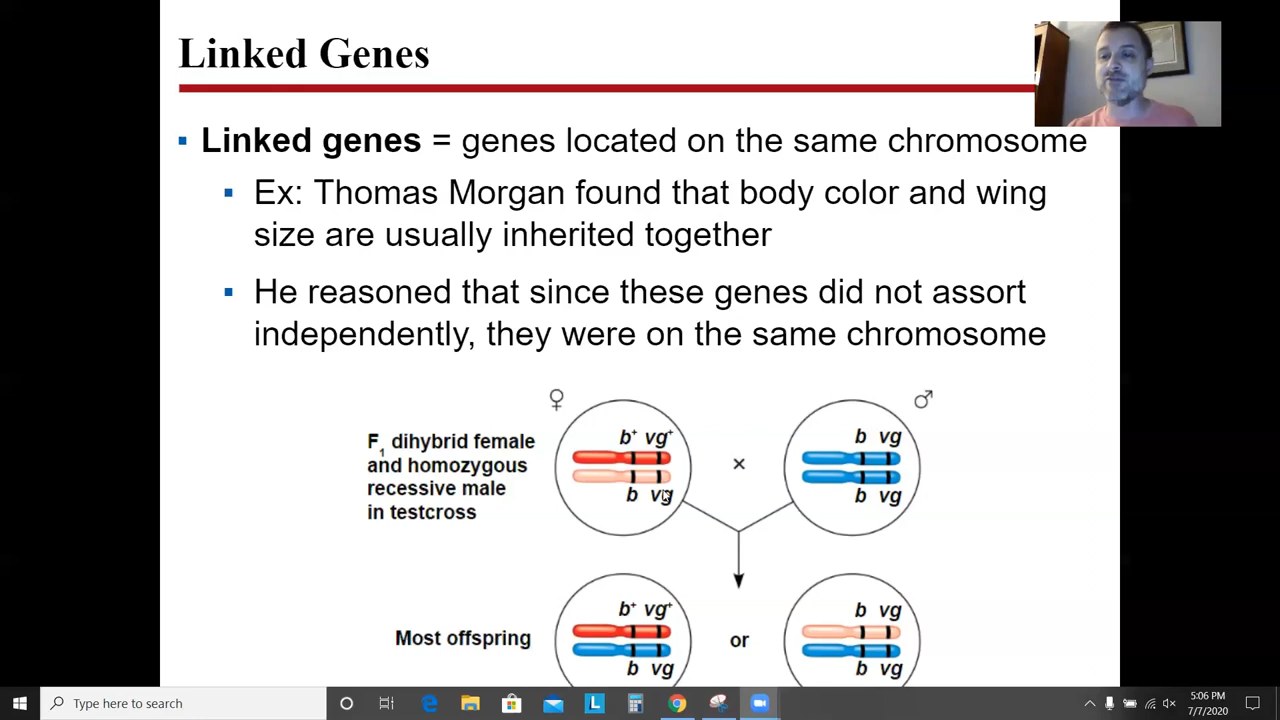 Linked Genes
▪ Linked genes = genes located on the same chromosome
▪ Ex: Thomas Morgan found that body color and wing
size are usually inherited together
▪ He reasoned that since these genes did not assort
independently, they were on the same chromosome
♀
♂
F₁ dihybrid female
and homozygous
recessive male
in testcross
b⁺ vg⁺
b vg
×
b vg
b vg
Most offspring
b⁺ vg⁺
b vg
or
b vg
b vg
Type here to search
L
5:06 PM
7/7/2020